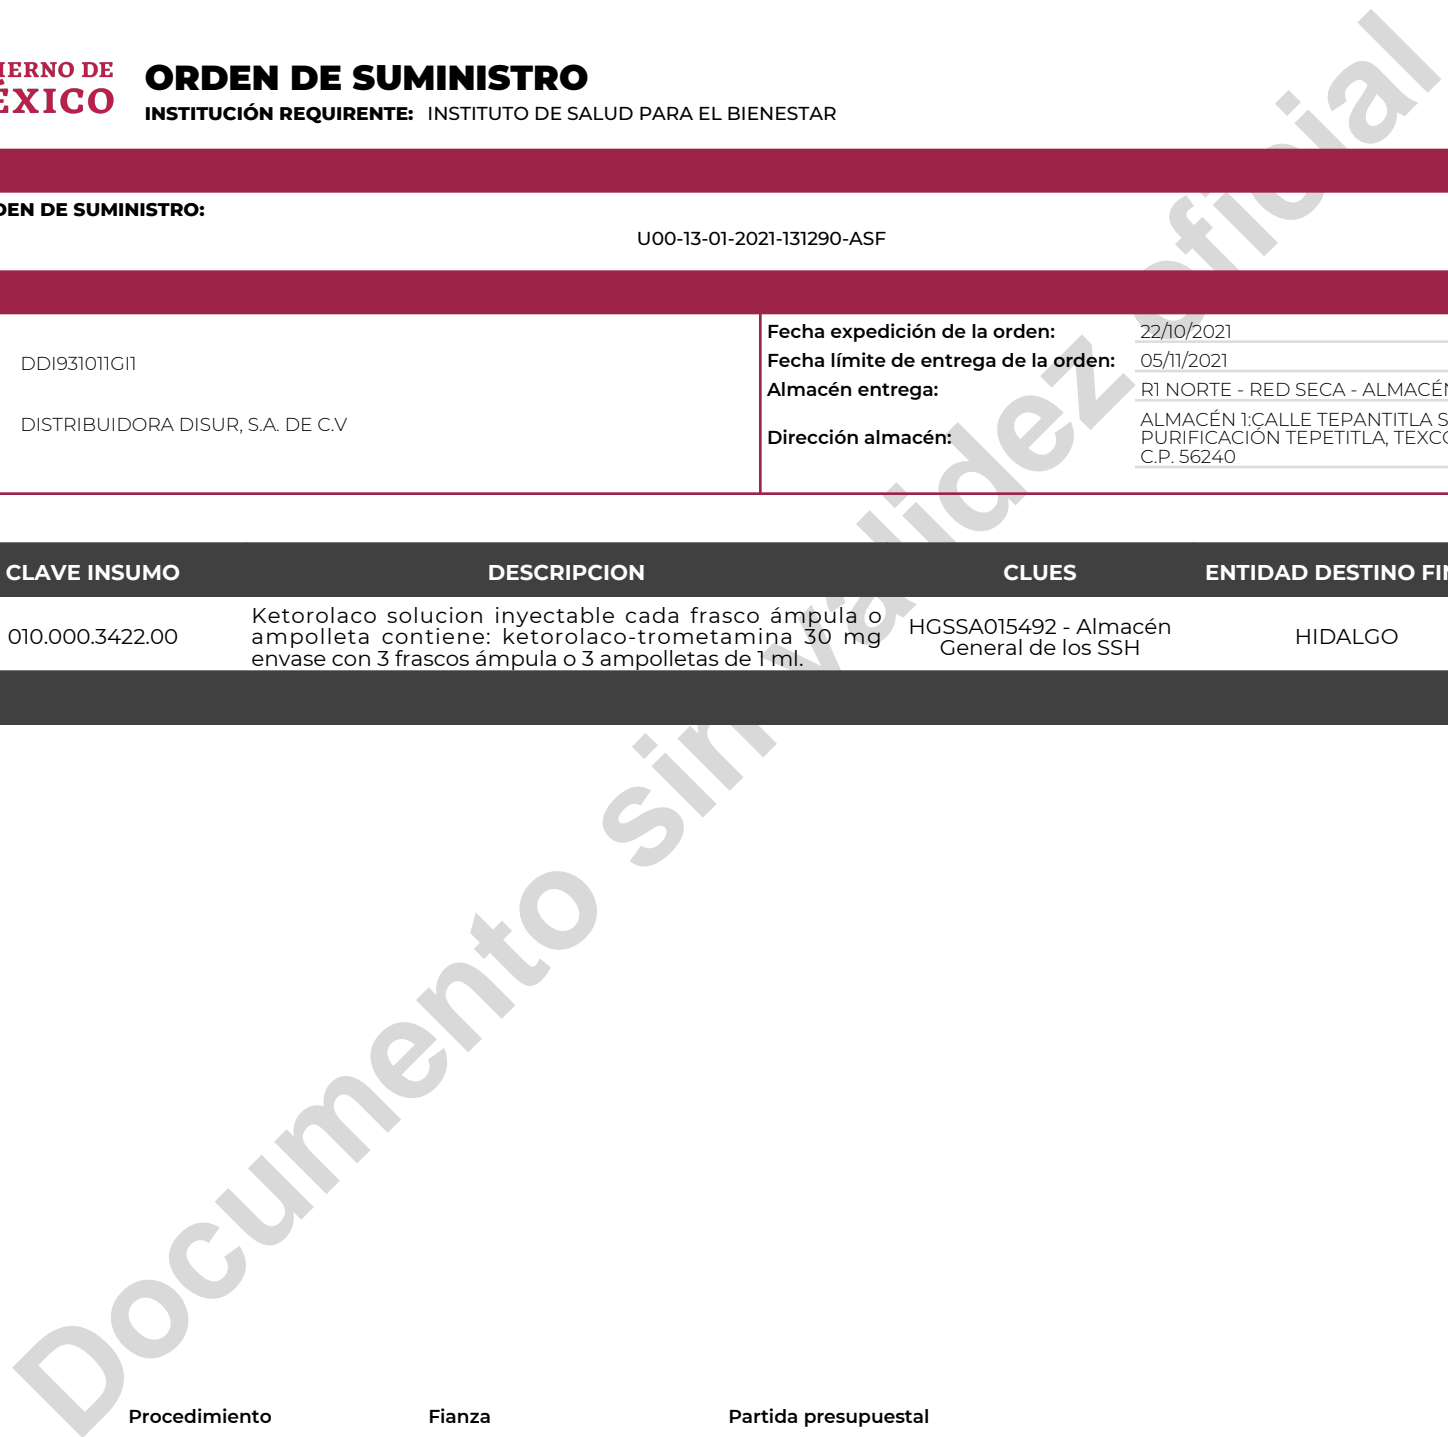 IERNO DE
ÉXICO
ORDEN DE SUMINISTRO
INSTITUCIÓN REQUIRENTE: INSTITUTO DE SALUD PARA EL BIENESTAR
DEN DE SUMINISTRO:
U00-13-01-2021-131290-ASF
DDI931011GI1
DISTRIBUIDORA DISUR, S.A. DE C.V
Fecha expedición de la orden: 22/10/2021
Fecha límite de entrega de la orden: 05/11/2021
Almacén entrega: R1 NORTE - RED SECA - ALMACÉN
Dirección almacén:
ALMACÉN 1:CALLE TEPANTITLA S
PURIFICACIÓN TEPETITLA, TEXCO
C.P. 56240
CLAVE INSUMO DESCRIPCION CLUES ENTIDAD DESTINO FIN
010.000.3422.00
Ketorolaco solucion inyectable cada frasco ámpula o
ampolleta contiene: ketorolaco-trometamina 30 mg
envase con 3 frascos ámpula o 3 ampolletas de 1 ml.
HGSSA015492 - Almacén
General de los SSH
HIDALGO
Documento sin validez oficial
Procedimiento Fianza Partida presupuestal